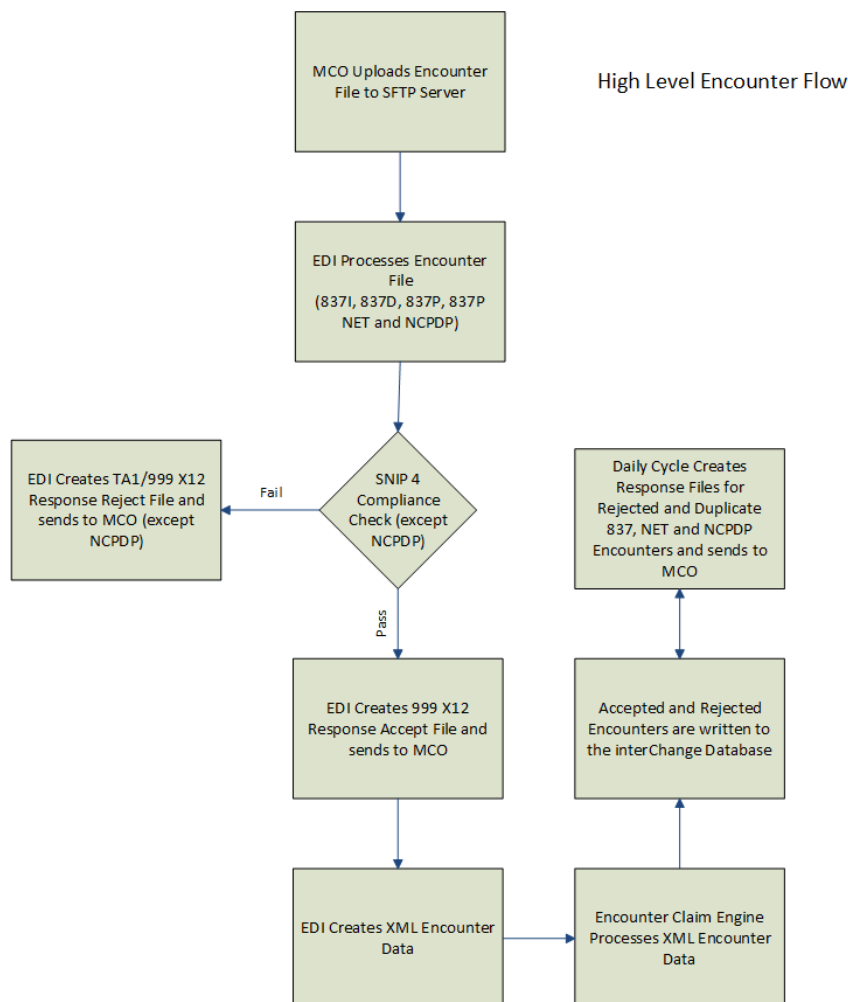 MCO Uploads Encounter
File to SFTP Server
High Level Encounter Flow
EDI Processes Encounter
File
(837I, 837D, 837P, 837P
NET and NCPDP)
SNIP 4
Compliance
Check (except
NCPDP)
Fail
EDI Creates TA1/999 X12
Response Reject File and
sends to MCO (except
NCPDP)
Pass
EDI Creates 999 X12
Response Accept File and
sends to MCO
EDI Creates XML Encounter
Data
Encounter Claim Engine
Processes XML Encounter
Data
Accepted and Rejected
Encounters are written to
the interChange Database
Daily Cycle Creates
Response Files for
Rejected and Duplicate
837, NET and NCPDP
Encounters and sends to
MCO